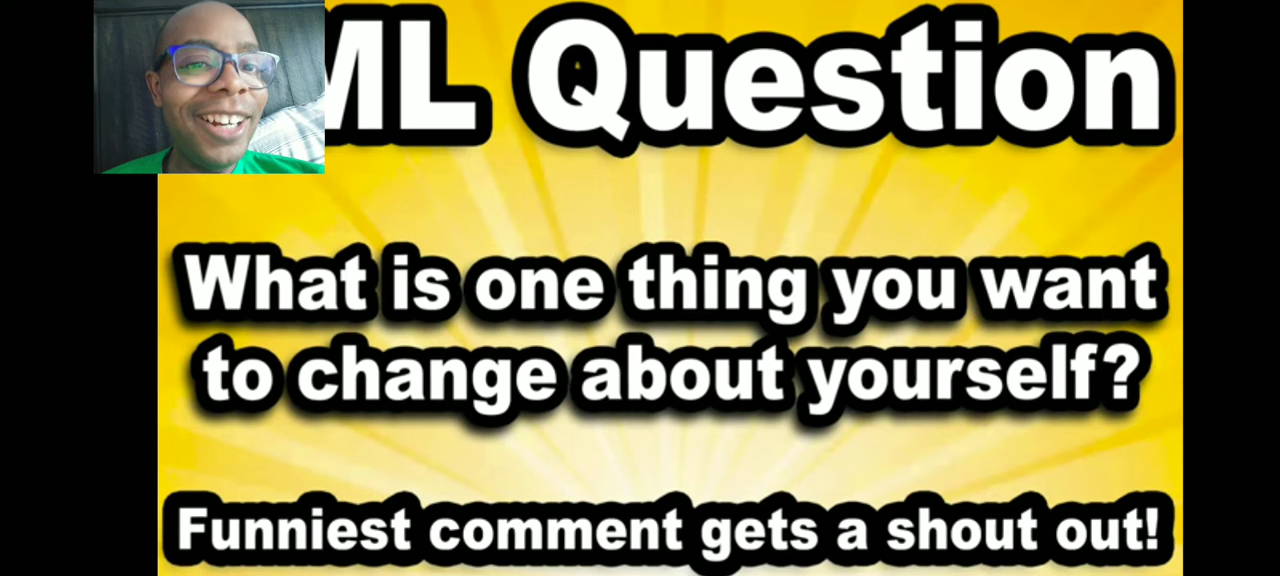 ML Question
What is one thing you want
to change about yourself?
Funniest comment gets a shout out!